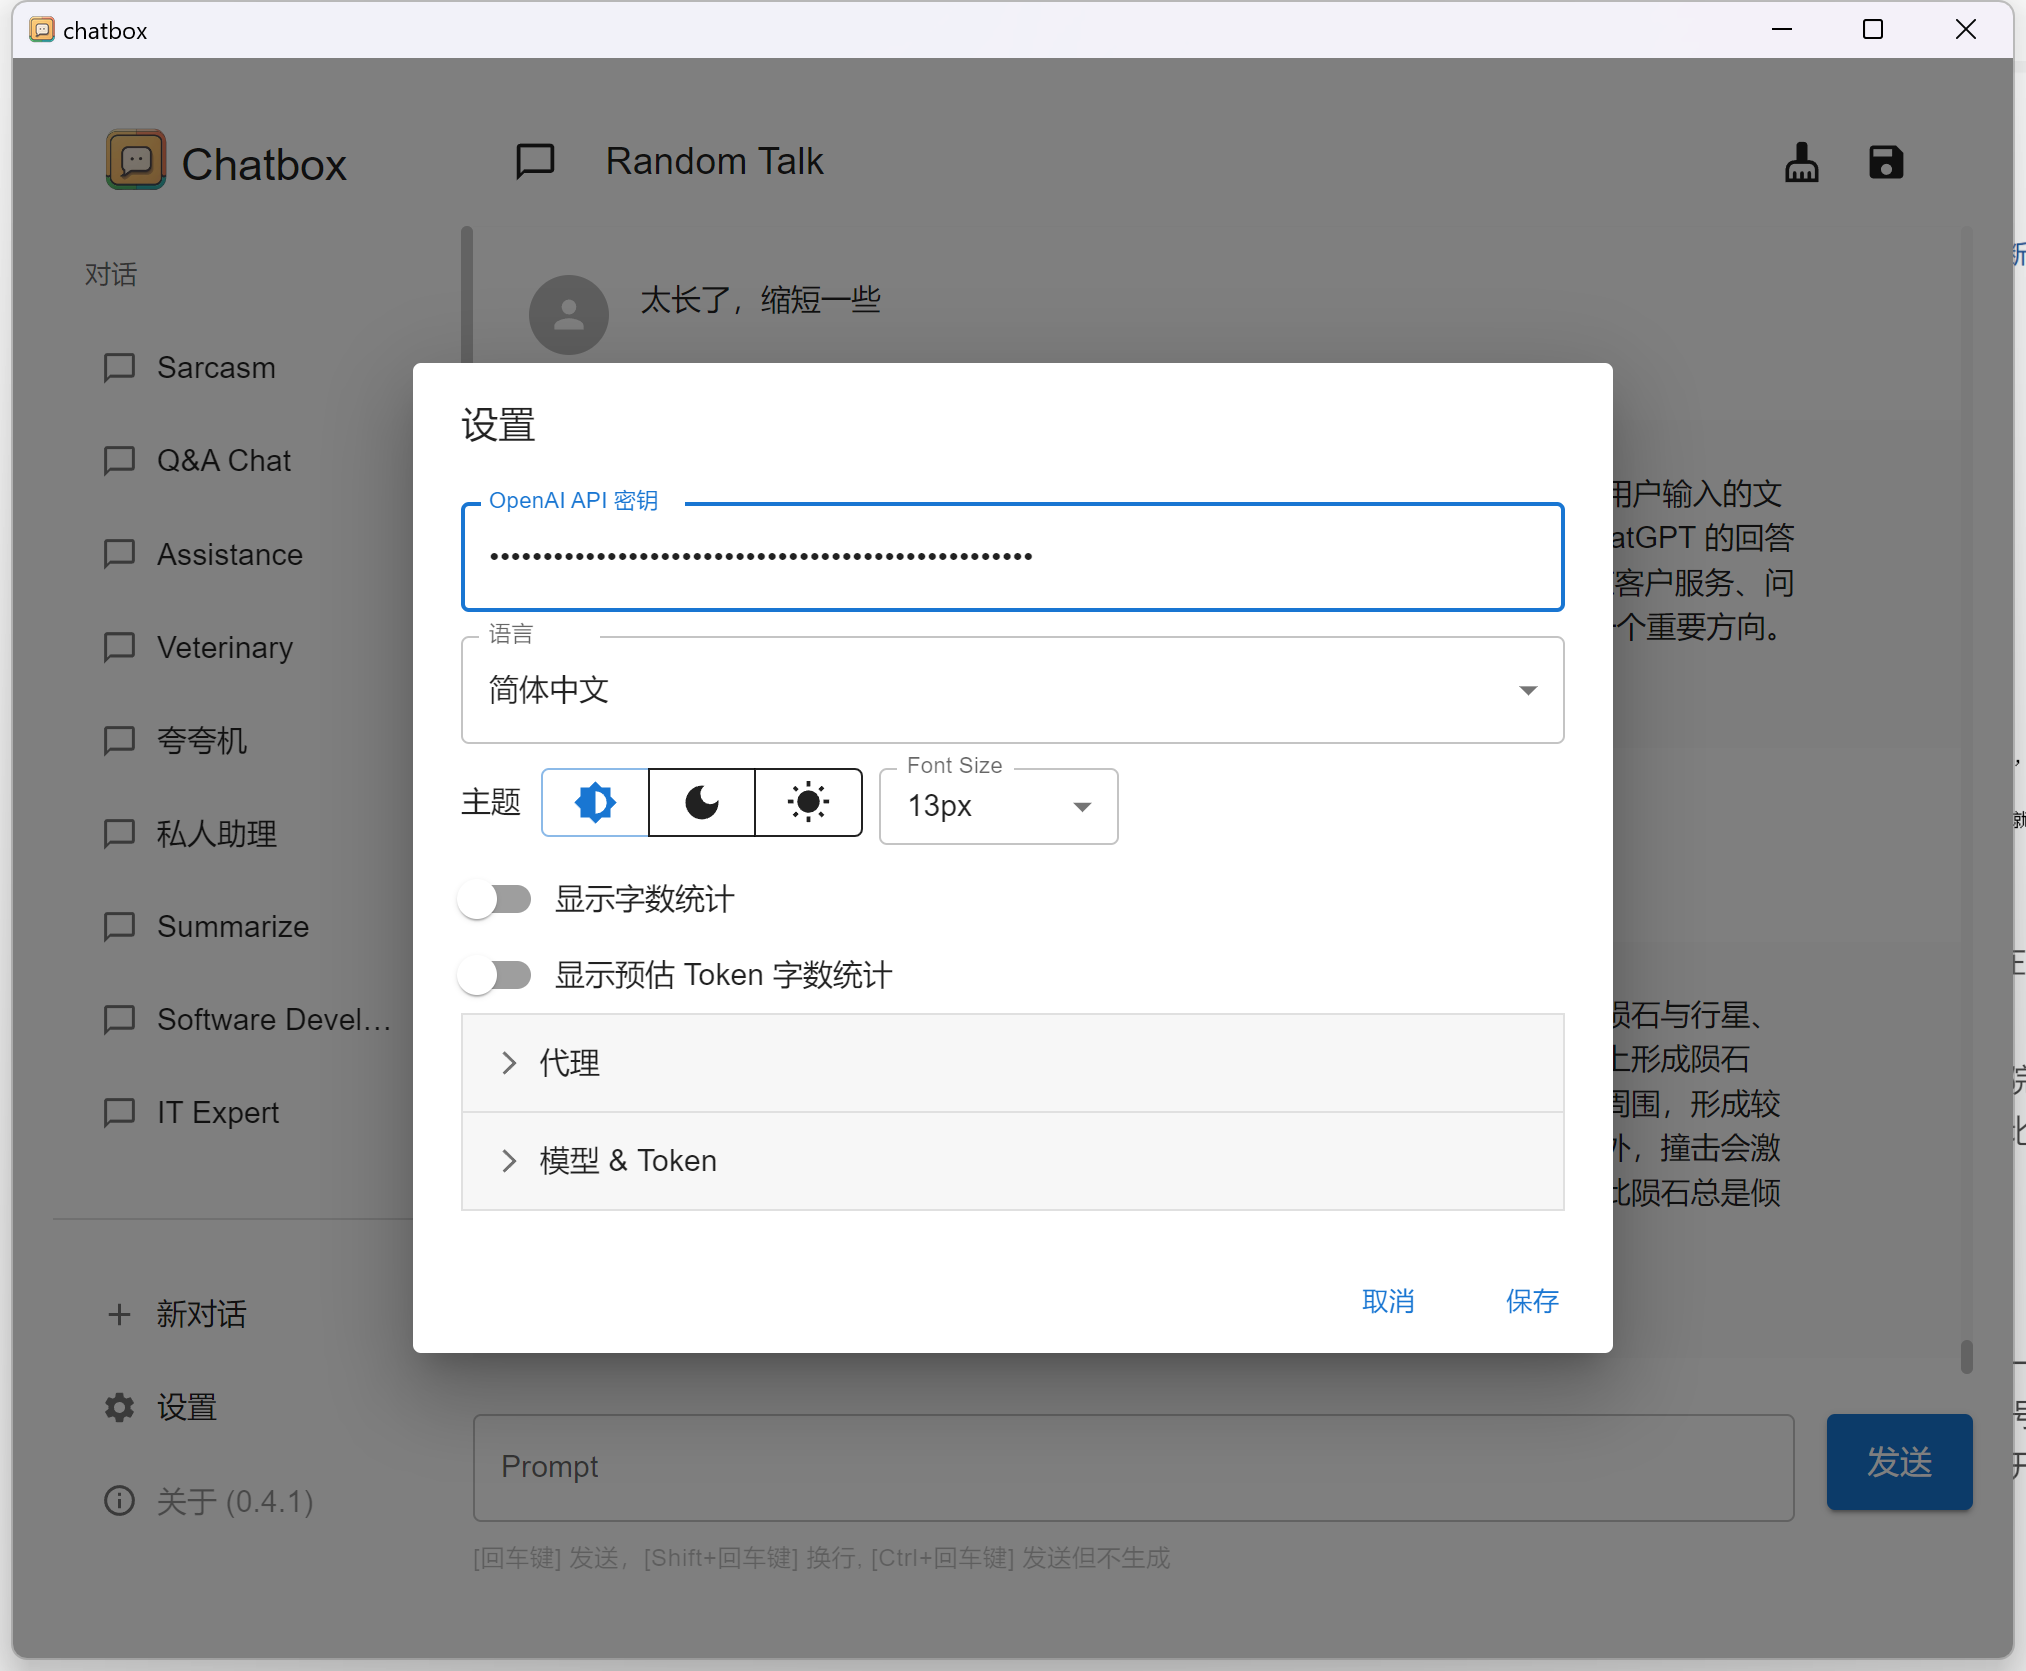 chatbox
Chatbox
Random Talk
对话
太长了，缩短一些
Sarcasm
Q&A Chat
Assistance
Veterinary
夸夸机
私人助理
Summarize
Software Devel...
IT Expert
新对话
设置
关于 (0.4.1)
设置
OpenAI API 密钥
••••••••••••••••••••••••••••••••••••••••••••••••••••
语言
简体中文
主题
Font Size
13px
显示字数统计
显示预估 Token 字数统计
代理
模型 & Token
取消
保存
用户输入的文
atGPT 的回答
客户服务、问
个重要方向。
陨石与行星、
上形成陨石
周围，形成较
外，撞击会激
比陨石总是倾
Prompt
发送
[回车键] 发送，[Shift+回车键] 换行, [Ctrl+回车键] 发送但不生成